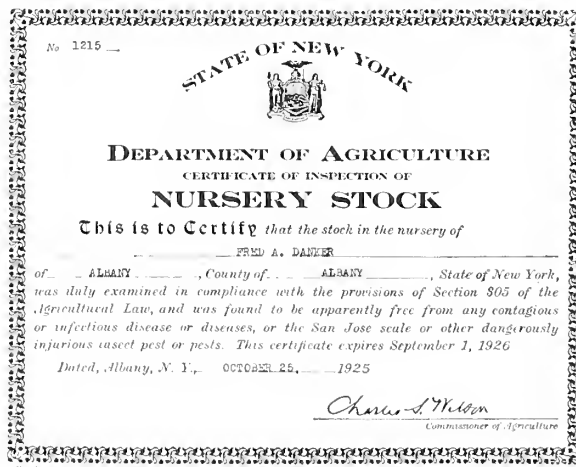 No 1215
STATE OF NEW YORK
DEPARTMENT OF AGRICULTURE
CERTIFICATE OF INSPECTION OF
NURSERY STOCK
This is to Certify that the stock in the nursery of
FRED A. DANKER
of ALBANY, County of ALBANY, State of New York,
was duly examined in compliance with the provisions of Section 305 of the
Agricultural Law, and was found to be apparently free from any contagious
or infectious disease or diseases, or the San José scale or other dangerously
injurious insect pest or pests. This certificate expires September 1, 1926
Dated, Albany, N. Y., OCTOBER 25, 1925
Charles S. Wilson
Commissioner of Agriculture